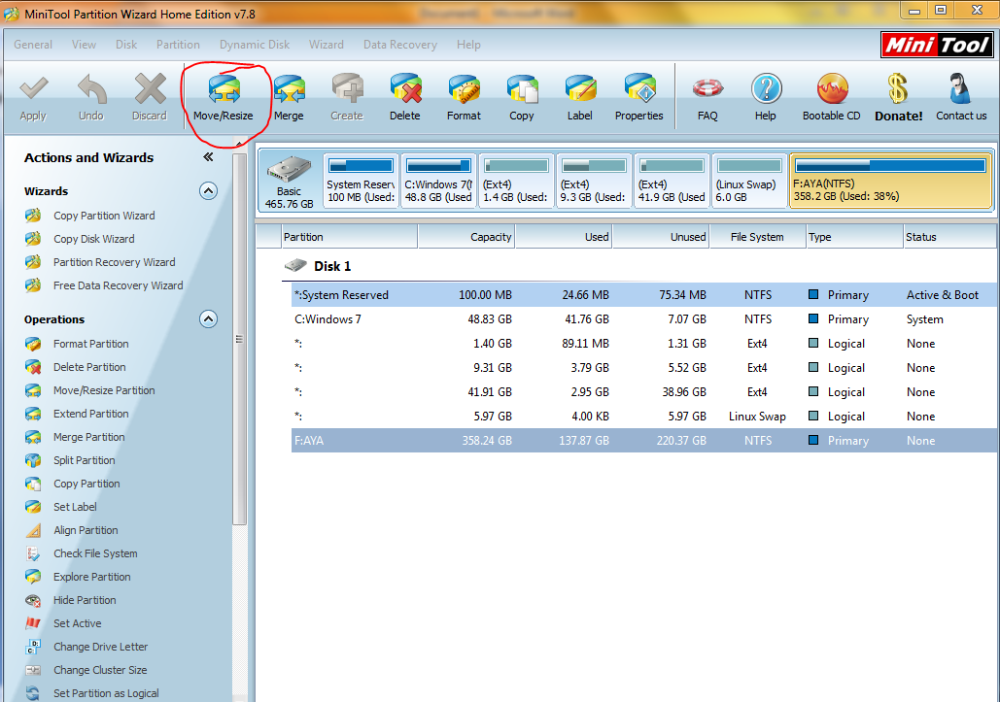 MiniTool Partition Wizard Home Edition v7.8
General View Disk Partition Dynamic Disk Wizard Data Recovery Help
Mini Tool
Apply Undo Discard Move/Resize Merge Create Delete Format Copy Label Properties FAQ Help Bootable CD Donate! Contact us
Actions and Wizards
Wizards
Copy Partition Wizard
Copy Disk Wizard
Partition Recovery Wizard
Free Data Recovery Wizard
Operations
Format Partition
Delete Partition
Move/Resize Partition
Extend Partition
Merge Partition
Split Partition
Copy Partition
Set Label
Align Partition
Check File System
Explore Partition
Hide Partition
Set Active
Change Drive Letter
Change Cluster Size
Set Partition as Logical
Basic
465.76 GB
System Reserv
100 MB (Used:
C:Windows 7(N
48.8 GB (Used
(Ext4)
1.4 GB (Used:
(Ext4)
9.3 GB (Used:
(Ext4)
41.9 GB (Used
(Linux Swap)
6.0 GB
F:AYA(NTFS)
358.2 GB (Used: 38%)
Partition Capacity Used Unused File System Type Status
Disk 1
*:System Reserved 100.00 MB 24.66 MB 75.34 MB NTFS Primary Active & Boot
C:Windows 7 48.83 GB 41.76 GB 7.07 GB NTFS Primary System
*: 1.40 GB 89.11 MB 1.31 GB Ext4 Logical None
*: 9.31 GB 3.79 GB 5.52 GB Ext4 Logical None
*: 41.91 GB 2.95 GB 38.96 GB Ext4 Logical None
*: 5.97 GB 4.00 KB 5.97 GB Linux Swap Logical None
F:AYA 358.24 GB 137.87 GB 220.37 GB NTFS Primary None